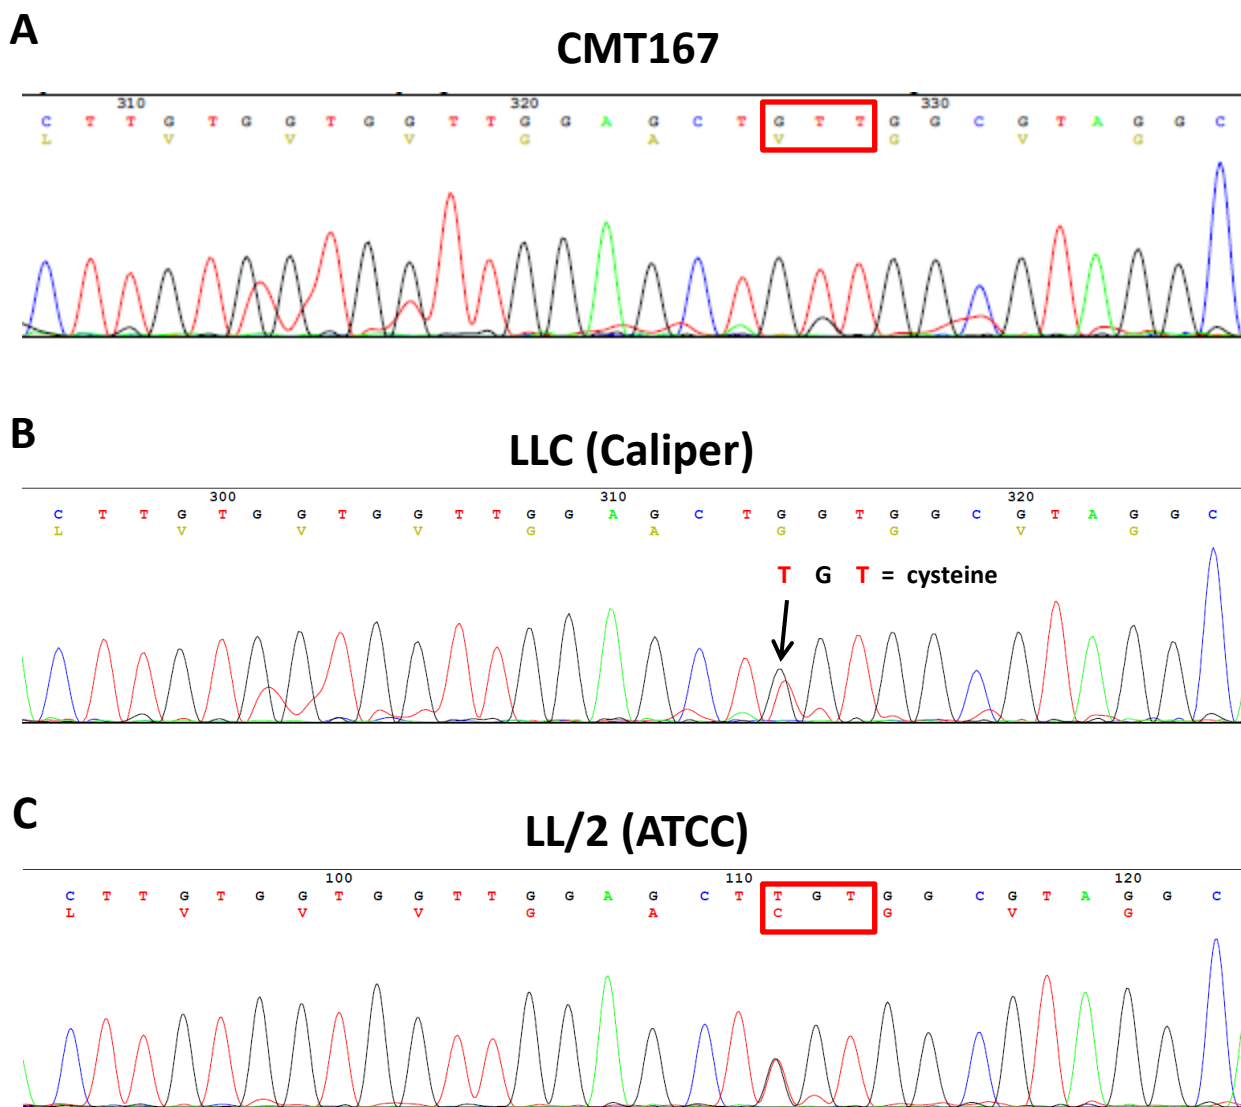 A
CMT167
310 320 330
C T T G T G G T G G T T G G A G C T G T T G G C G T A G G C
L V V V G A V G V G
B
LLC (Caliper)
300 310 320
C T T G T G G T G G T T G G A G C T G G T G G C G T A G G C
L V V V G A G G V G
T G T = cysteine
C
LL/2 (ATCC)
100 110 120
C T T G T G G T G G T T G G A G C T T G T G G C G T A G G C
L V V V G A C G V G